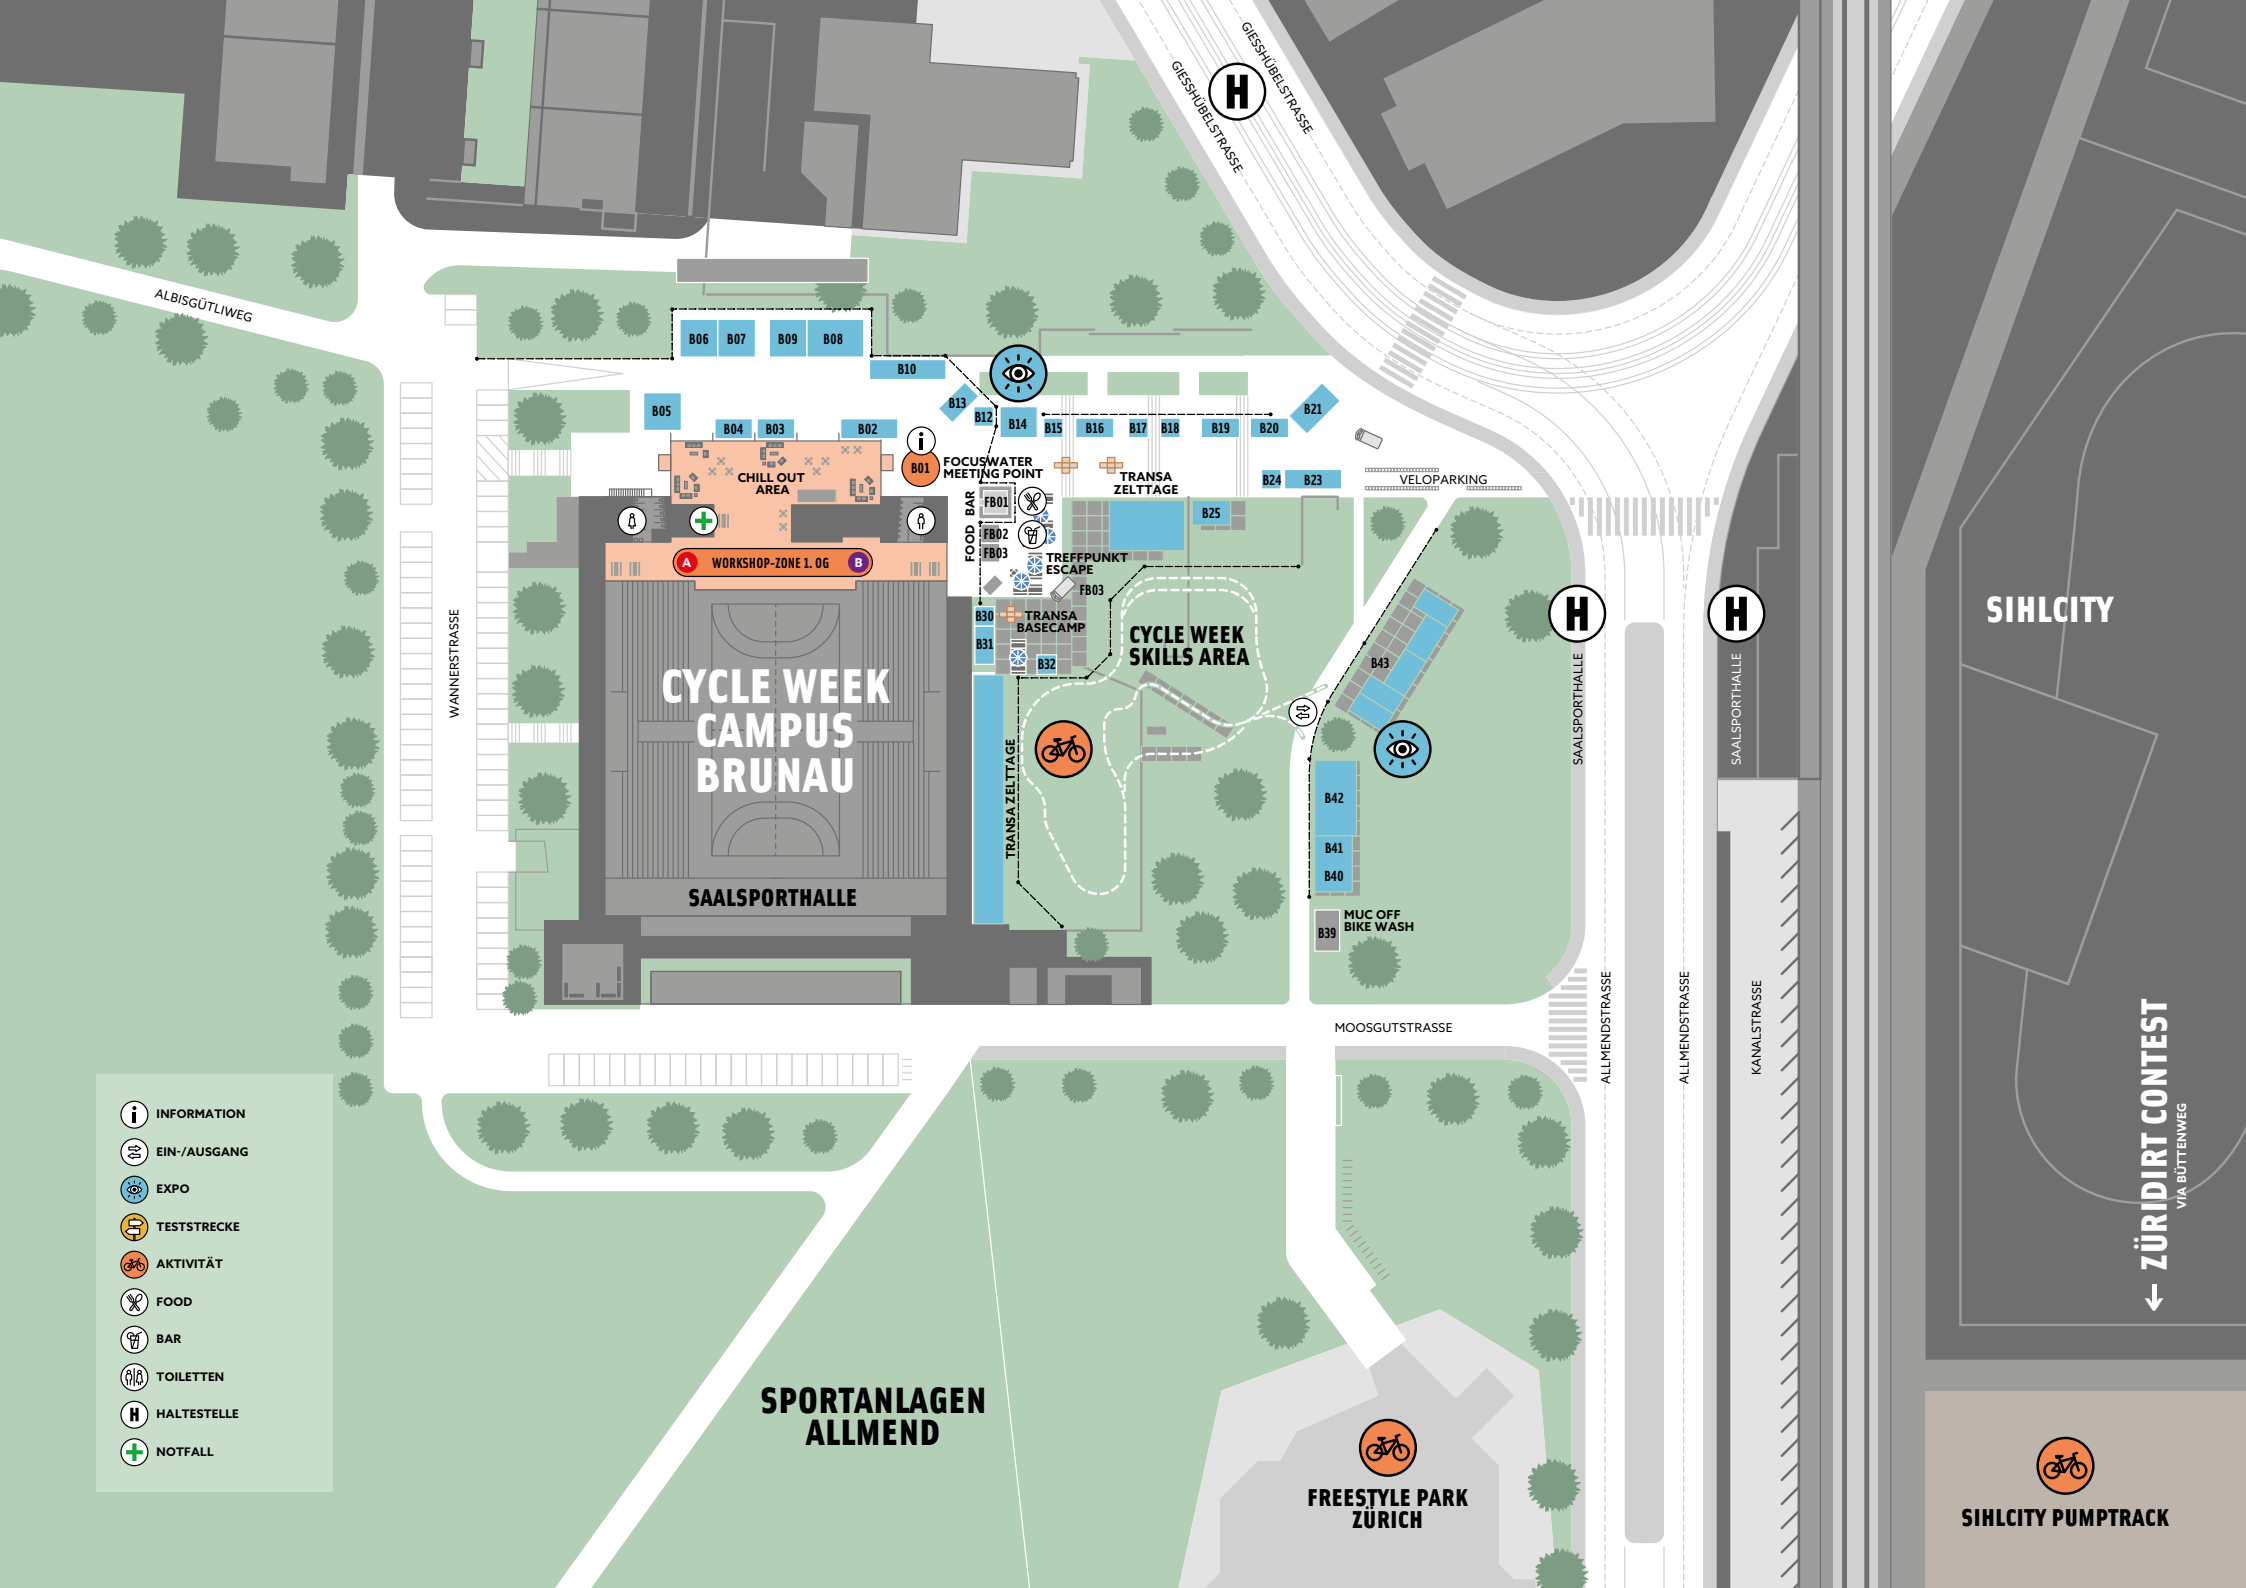 GIESSHÜBELSTRASSE
GIESSHÜBELSTRASSE
H
ALBISGÜTLIWEG
B06
B07
B09
B08
B10
B05
B04
B03
B02
B13
B12
B14
B15
B16
B17
B18
B19
B20
B21
i
B01
FOCUSWATER
MEETING POINT
CHILL OUT
AREA
TRANSA
ZELTTAGE
B24
B23
VELOPARKING
BAR
FB01
B25
FOOD
FB02
FB03
A
WORKSHOP-ZONE 1. OG
B
TREFFPUNKT
ESCAPE
FB03
B30
TRANSA
BASECAMP
B31
B32
CYCLE WEEK
SKILLS AREA
B43
H
H
SIHLCITY
WANNERSTRASSE
CYCLE WEEK
CAMPUS
BRUNAU
SAALSPORTHALLE
TRANSA ZELTTAGE
SAALSPORTHALLE
SAALSPORTHALLE
B42
B41
B40
B39
MUC OFF
BIKE WASH
MOOSGUTSTRASSE
ALLMENDSTRASSE
ALLMENDSTRASSE
KANALSTRASSE
ZÜRIDIRT CONTEST
VIA BÜTTENWEG
i INFORMATION
EIN-/AUSGANG
EXPO
TESTSTRECKE
AKTIVITÄT
FOOD
BAR
TOILETTEN
H HALTESTELLE
NOTFALL
SPORTANLAGEN
ALLMEND
FREESTYLE PARK
ZÜRICH
SIHLCITY PUMPTRACK